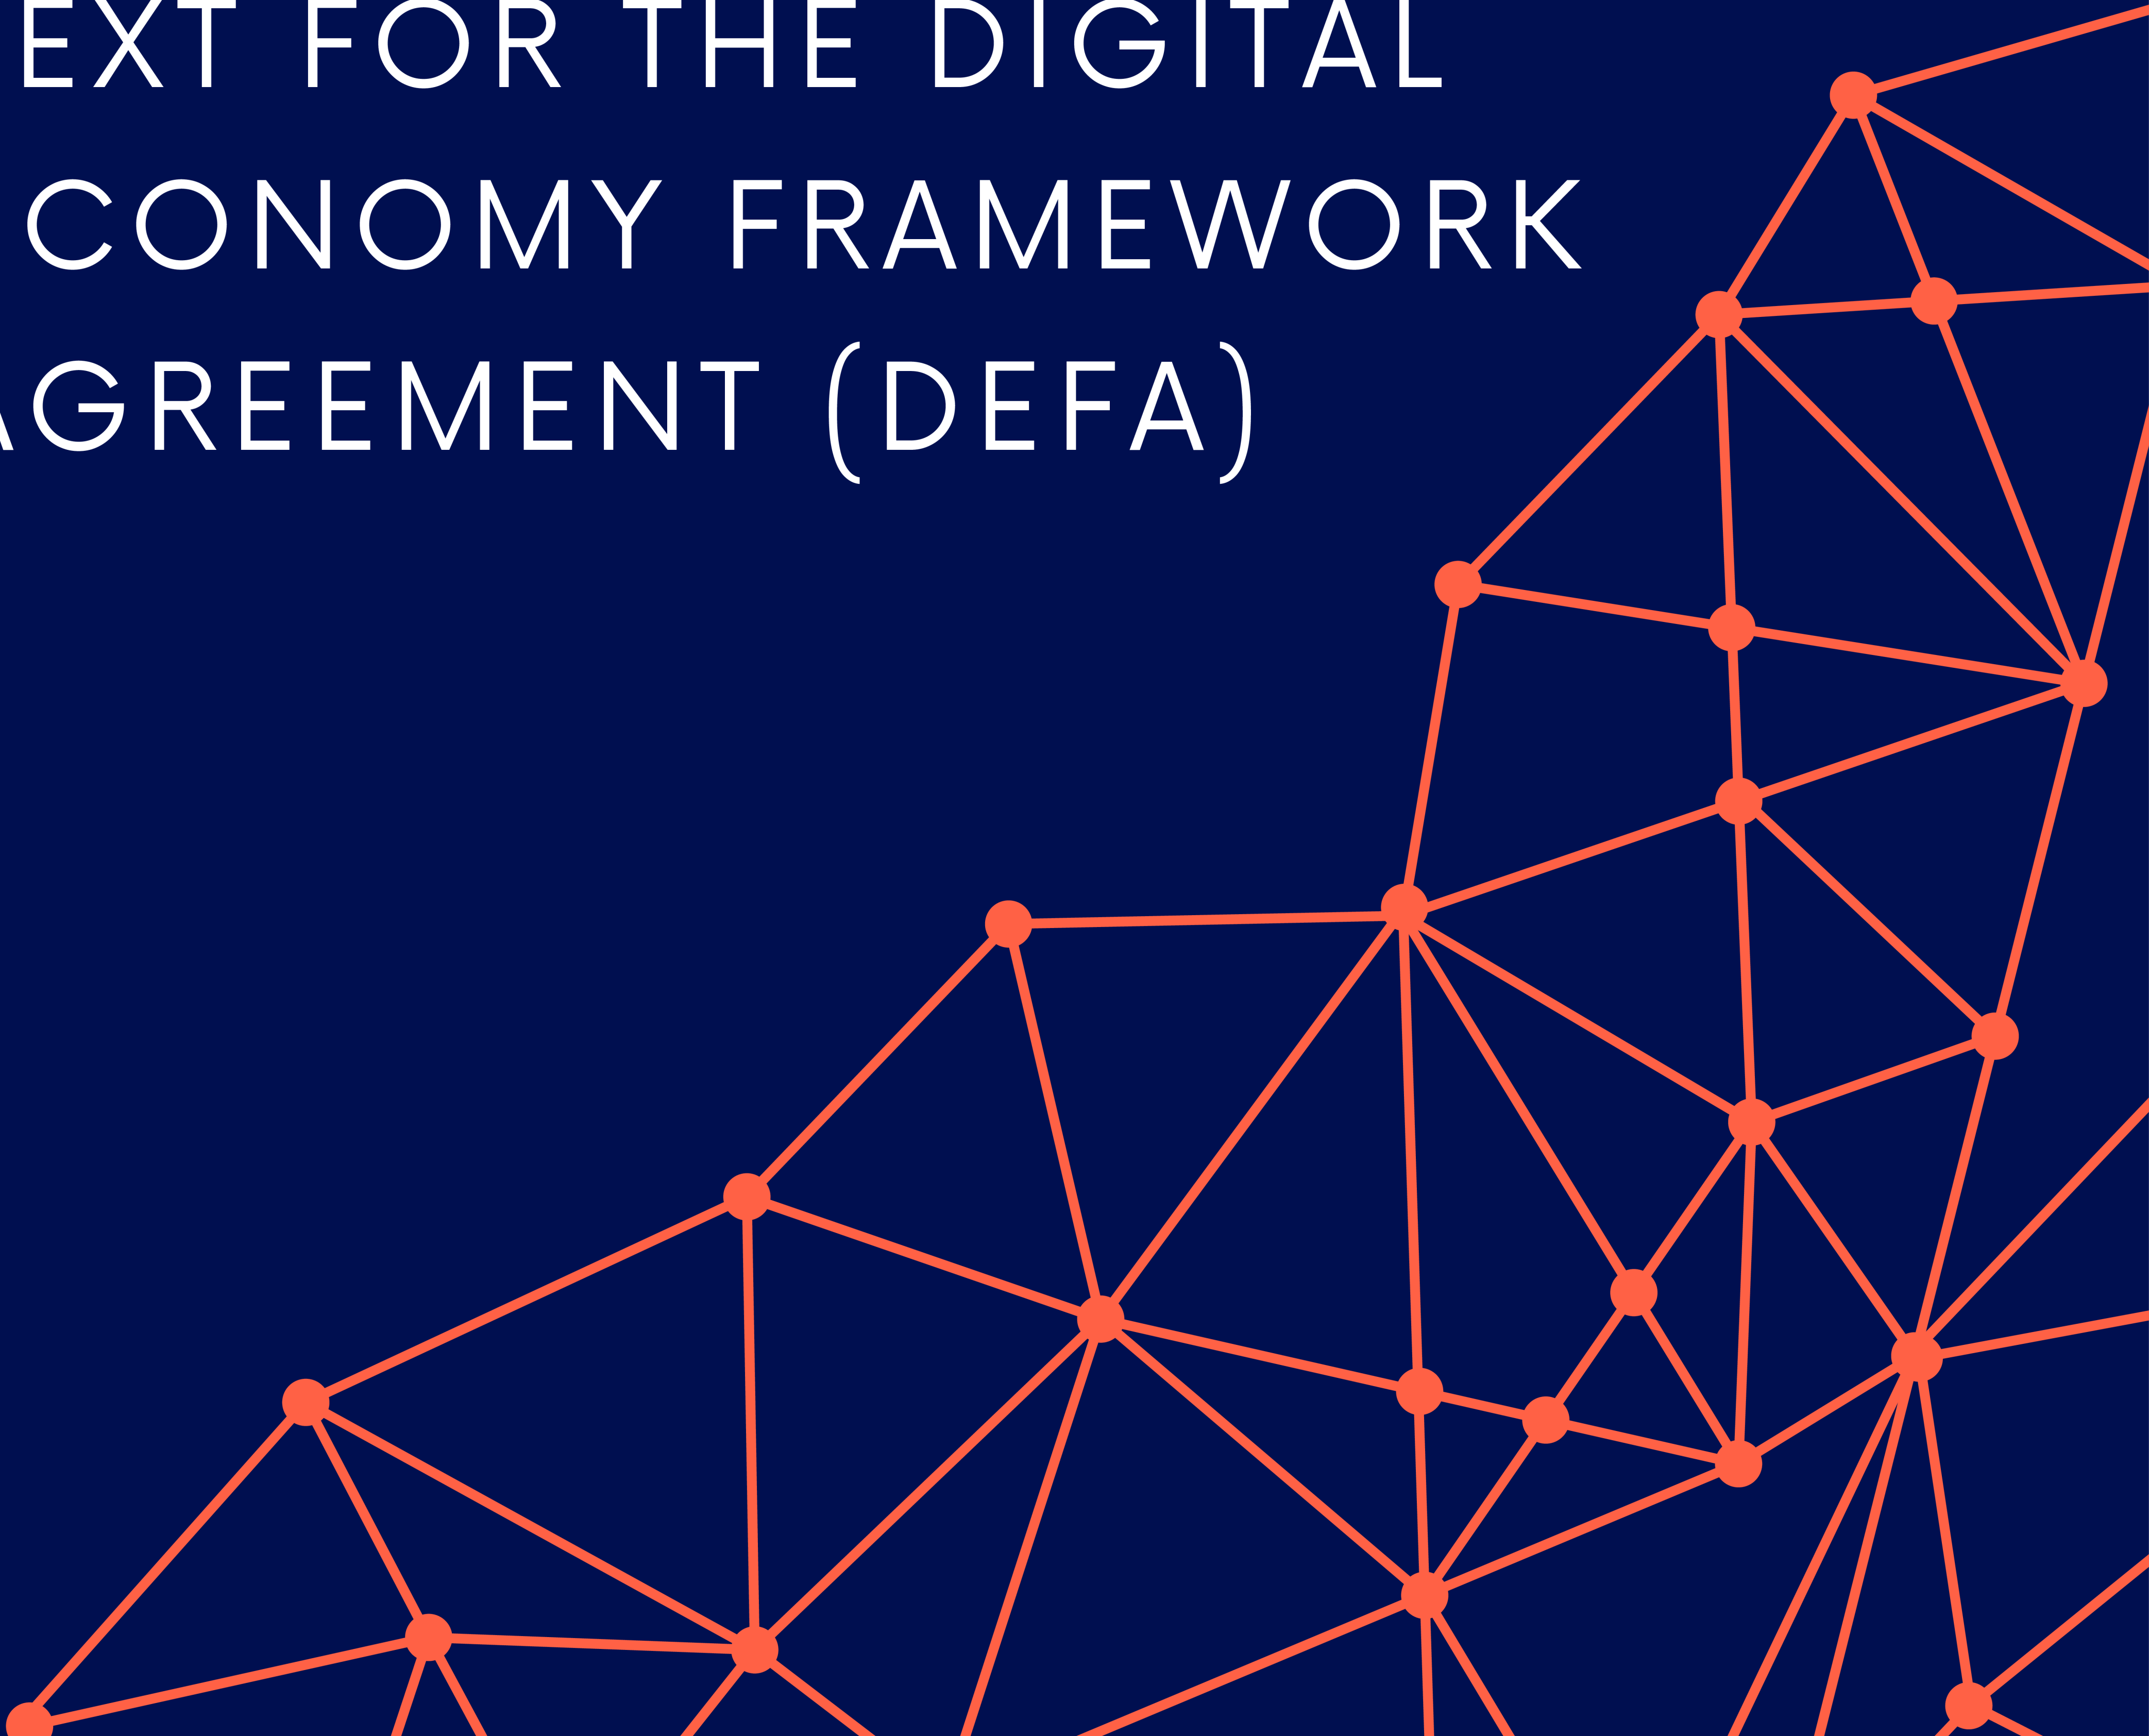 EXT FOR THE DIGITAL
CONOMY FRAMEWORK
AGREEMENT (DEFA)